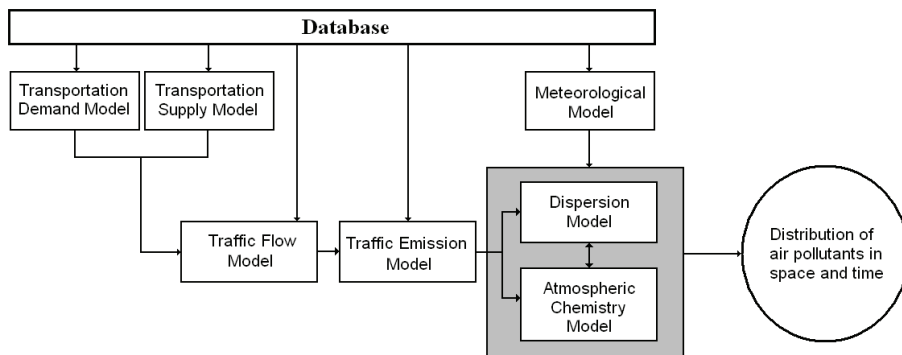 Database
Transportation
Demand Model
Transportation
Supply Model
Meteorological
Model
Dispersion
Model
Traffic Flow
Model
Traffic Emission
Model
Atmospheric
Chemistry
Model
Distribution of
air pollutants in
space and time